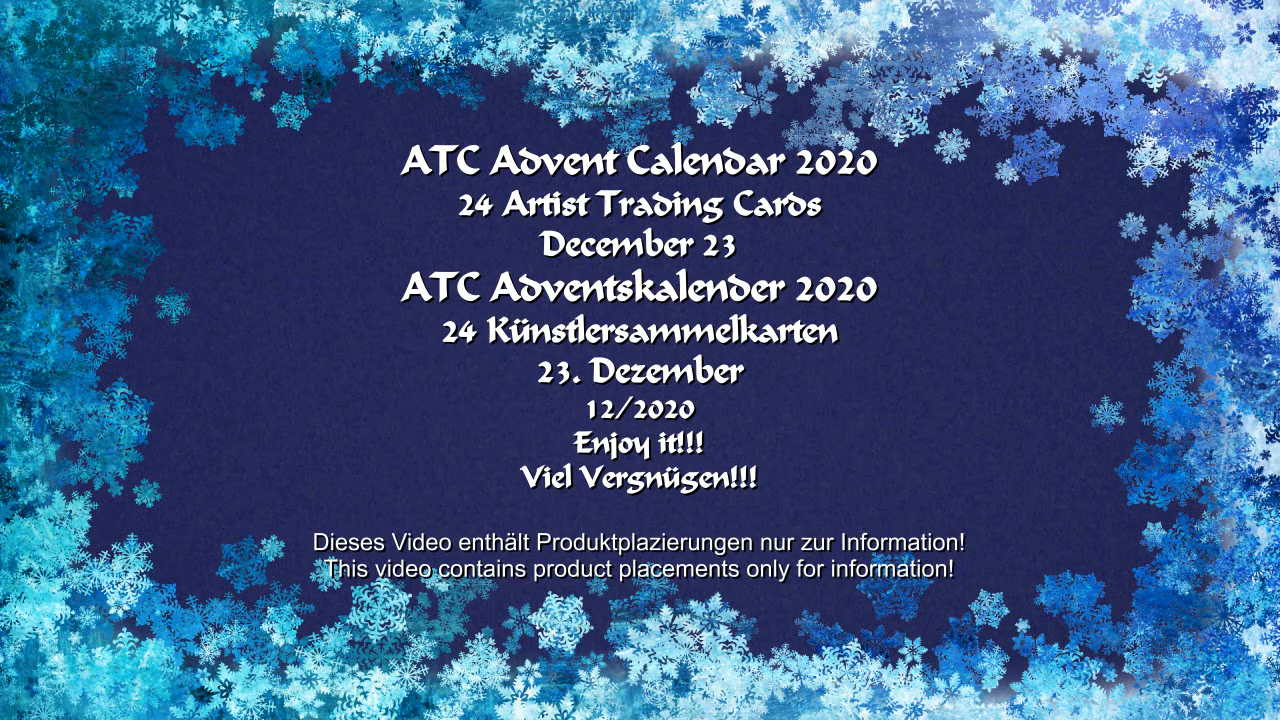 ATC Advent Calendar 2020
24 Artist Trading Cards
December 23
ATC Adventskalender 2020
24 Künstlersammelkarten
23. Dezember
12/2020
Enjoy it!!!
Viel Vergnügen!!!
Dieses Video enthält Produktplazierungen nur zur Information!
This video contains product placements only for information!